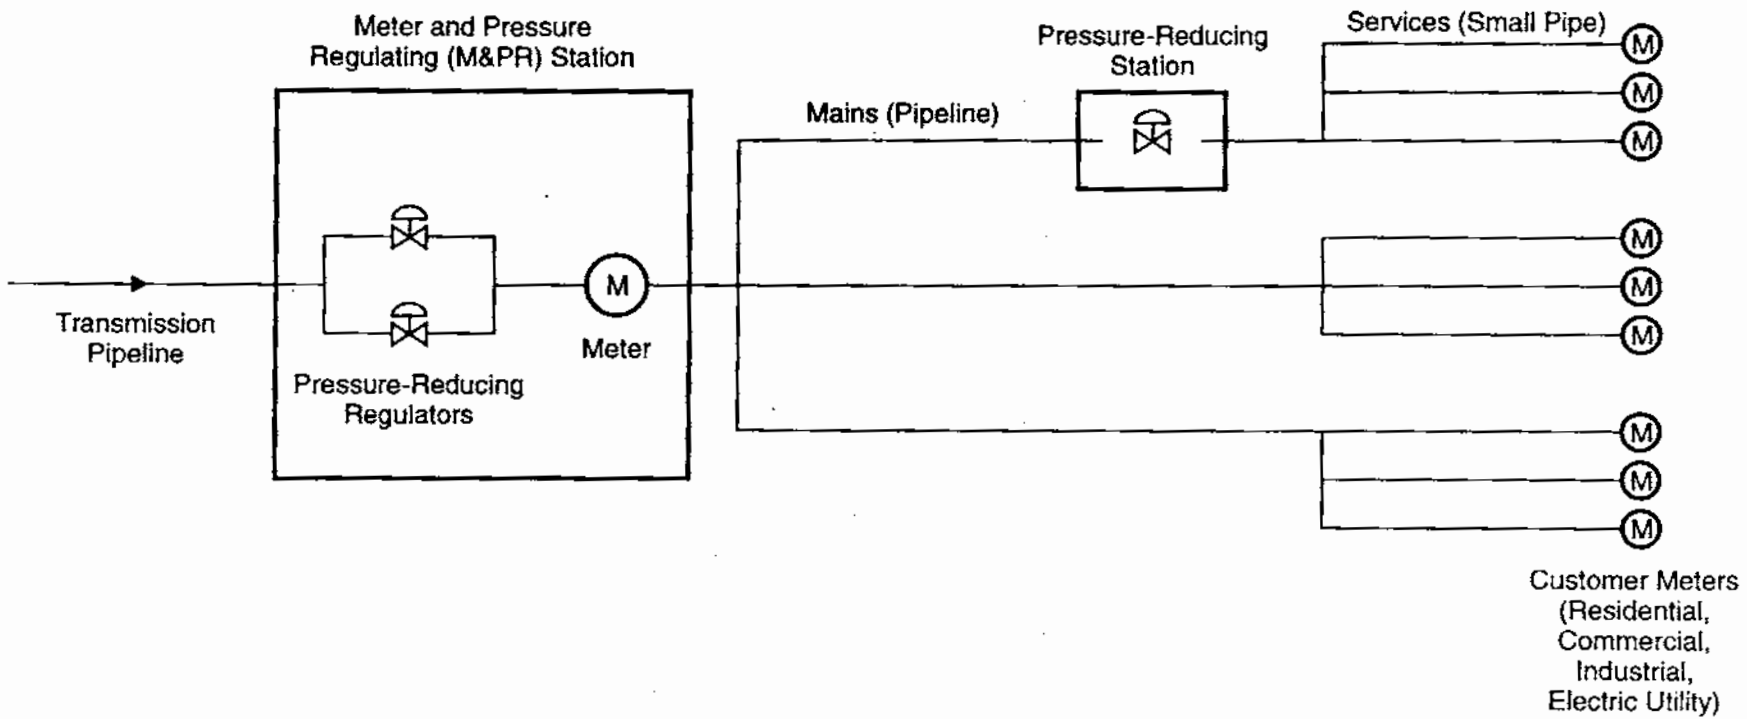 Meter and Pressure
Regulating (M&PR) Station
Pressure-Reducing
Station
Services (Small Pipe)
M
M
M
Mains (Pipeline)
M
M
M
M
Transmission
Pipeline
Meter
Pressure-Reducing
Regulators
M
M
M
Customer Meters
(Residential,
Commercial,
Industrial,
Electric Utility)